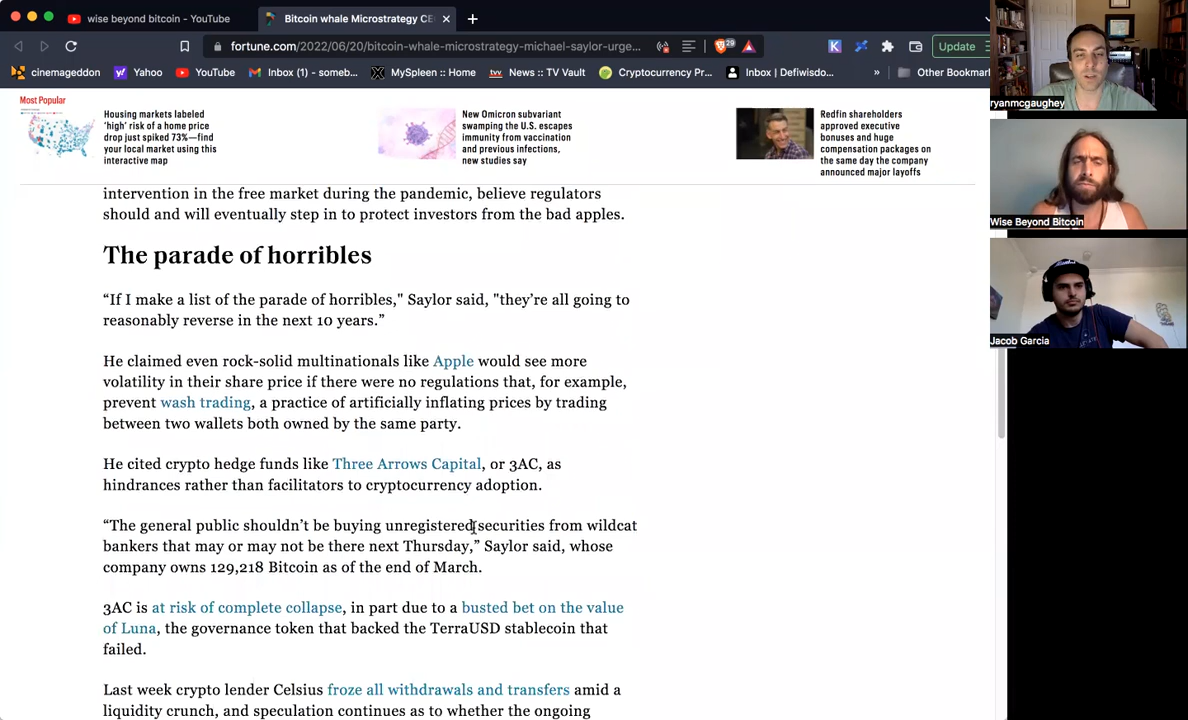 wise beyond bitcoin - YouTube
Bitcoin whale Microstrategy CE
fortune.com/2022/06/20/bitcoin-whale-microstrategy-michael-saylor-urge...
29
K
Update
cinemageddon
Yahoo
YouTube
Inbox (1) - someb...
MySpleen :: Home
News :: TV Vault
Cryptocurrency Pr...
Inbox | Defiwisdo...
»
Other Bookmar
Most Popular
Housing markets labeled
'high' risk of a home price
drop just spiked 73%—find
your local market using this
interactive map
New Omicron subvariant
swamping the U.S. escapes
immunity from vaccination
and previous infections,
new studies say
Redfin shareholders
approved executive
bonuses and huge
compensation packages on
the same day the company
announced major layoffs
intervention in the free market during the pandemic, believe regulators
should and will eventually step in to protect investors from the bad apples.
The parade of horribles
“If I make a list of the parade of horribles," Saylor said, "they’re all going to
reasonably reverse in the next 10 years.”
He claimed even rock-solid multinationals like Apple would see more
volatility in their share price if there were no regulations that, for example,
prevent wash trading, a practice of artificially inflating prices by trading
between two wallets both owned by the same party.
He cited crypto hedge funds like Three Arrows Capital, or 3AC, as
hindrances rather than facilitators to cryptocurrency adoption.
“The general public shouldn’t be buying unregistered securities from wildcat
bankers that may or may not be there next Thursday,” Saylor said, whose
company owns 129,218 Bitcoin as of the end of March.
3AC is at risk of complete collapse, in part due to a busted bet on the value
of Luna, the governance token that backed the TerraUSD stablecoin that
failed.
Last week crypto lender Celsius froze all withdrawals and transfers amid a
liquidity crunch, and speculation continues as to whether the ongoing
ryanmcgaughey
Wise Beyond Bitcoin
Jacob Garcia